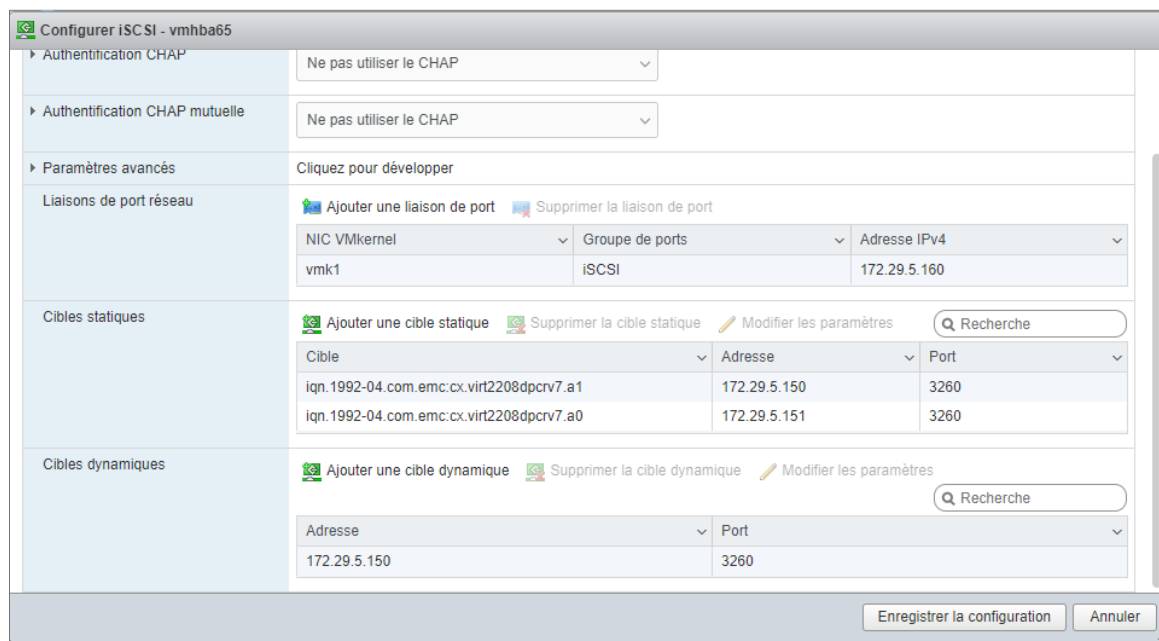 Configurer iSCSI - vmhba65
Authentification CHAP
Ne pas utiliser le CHAP
Authentification CHAP mutuelle
Ne pas utiliser le CHAP
Paramètres avancés
Cliquez pour développer
Liaisons de port réseau
Ajouter une liaison de port Supprimer la liaison de port
NIC VMkernel Groupe de ports Adresse IPv4
vmk1 iSCSI 172.29.5.160
Cibles statiques
Ajouter une cible statique Supprimer la cible statique Modifier les paramètres Recherche
Cible Adresse Port
iqn.1992-04.com.emc:cx.virt2208dpcrv7.a1 172.29.5.150 3260
iqn.1992-04.com.emc:cx.virt2208dpcrv7.a0 172.29.5.151 3260
Cibles dynamiques
Ajouter une cible dynamique Supprimer la cible dynamique Modifier les paramètres
Recherche
Adresse Port
172.29.5.150 3260
Enregistrer la configuration Annuler